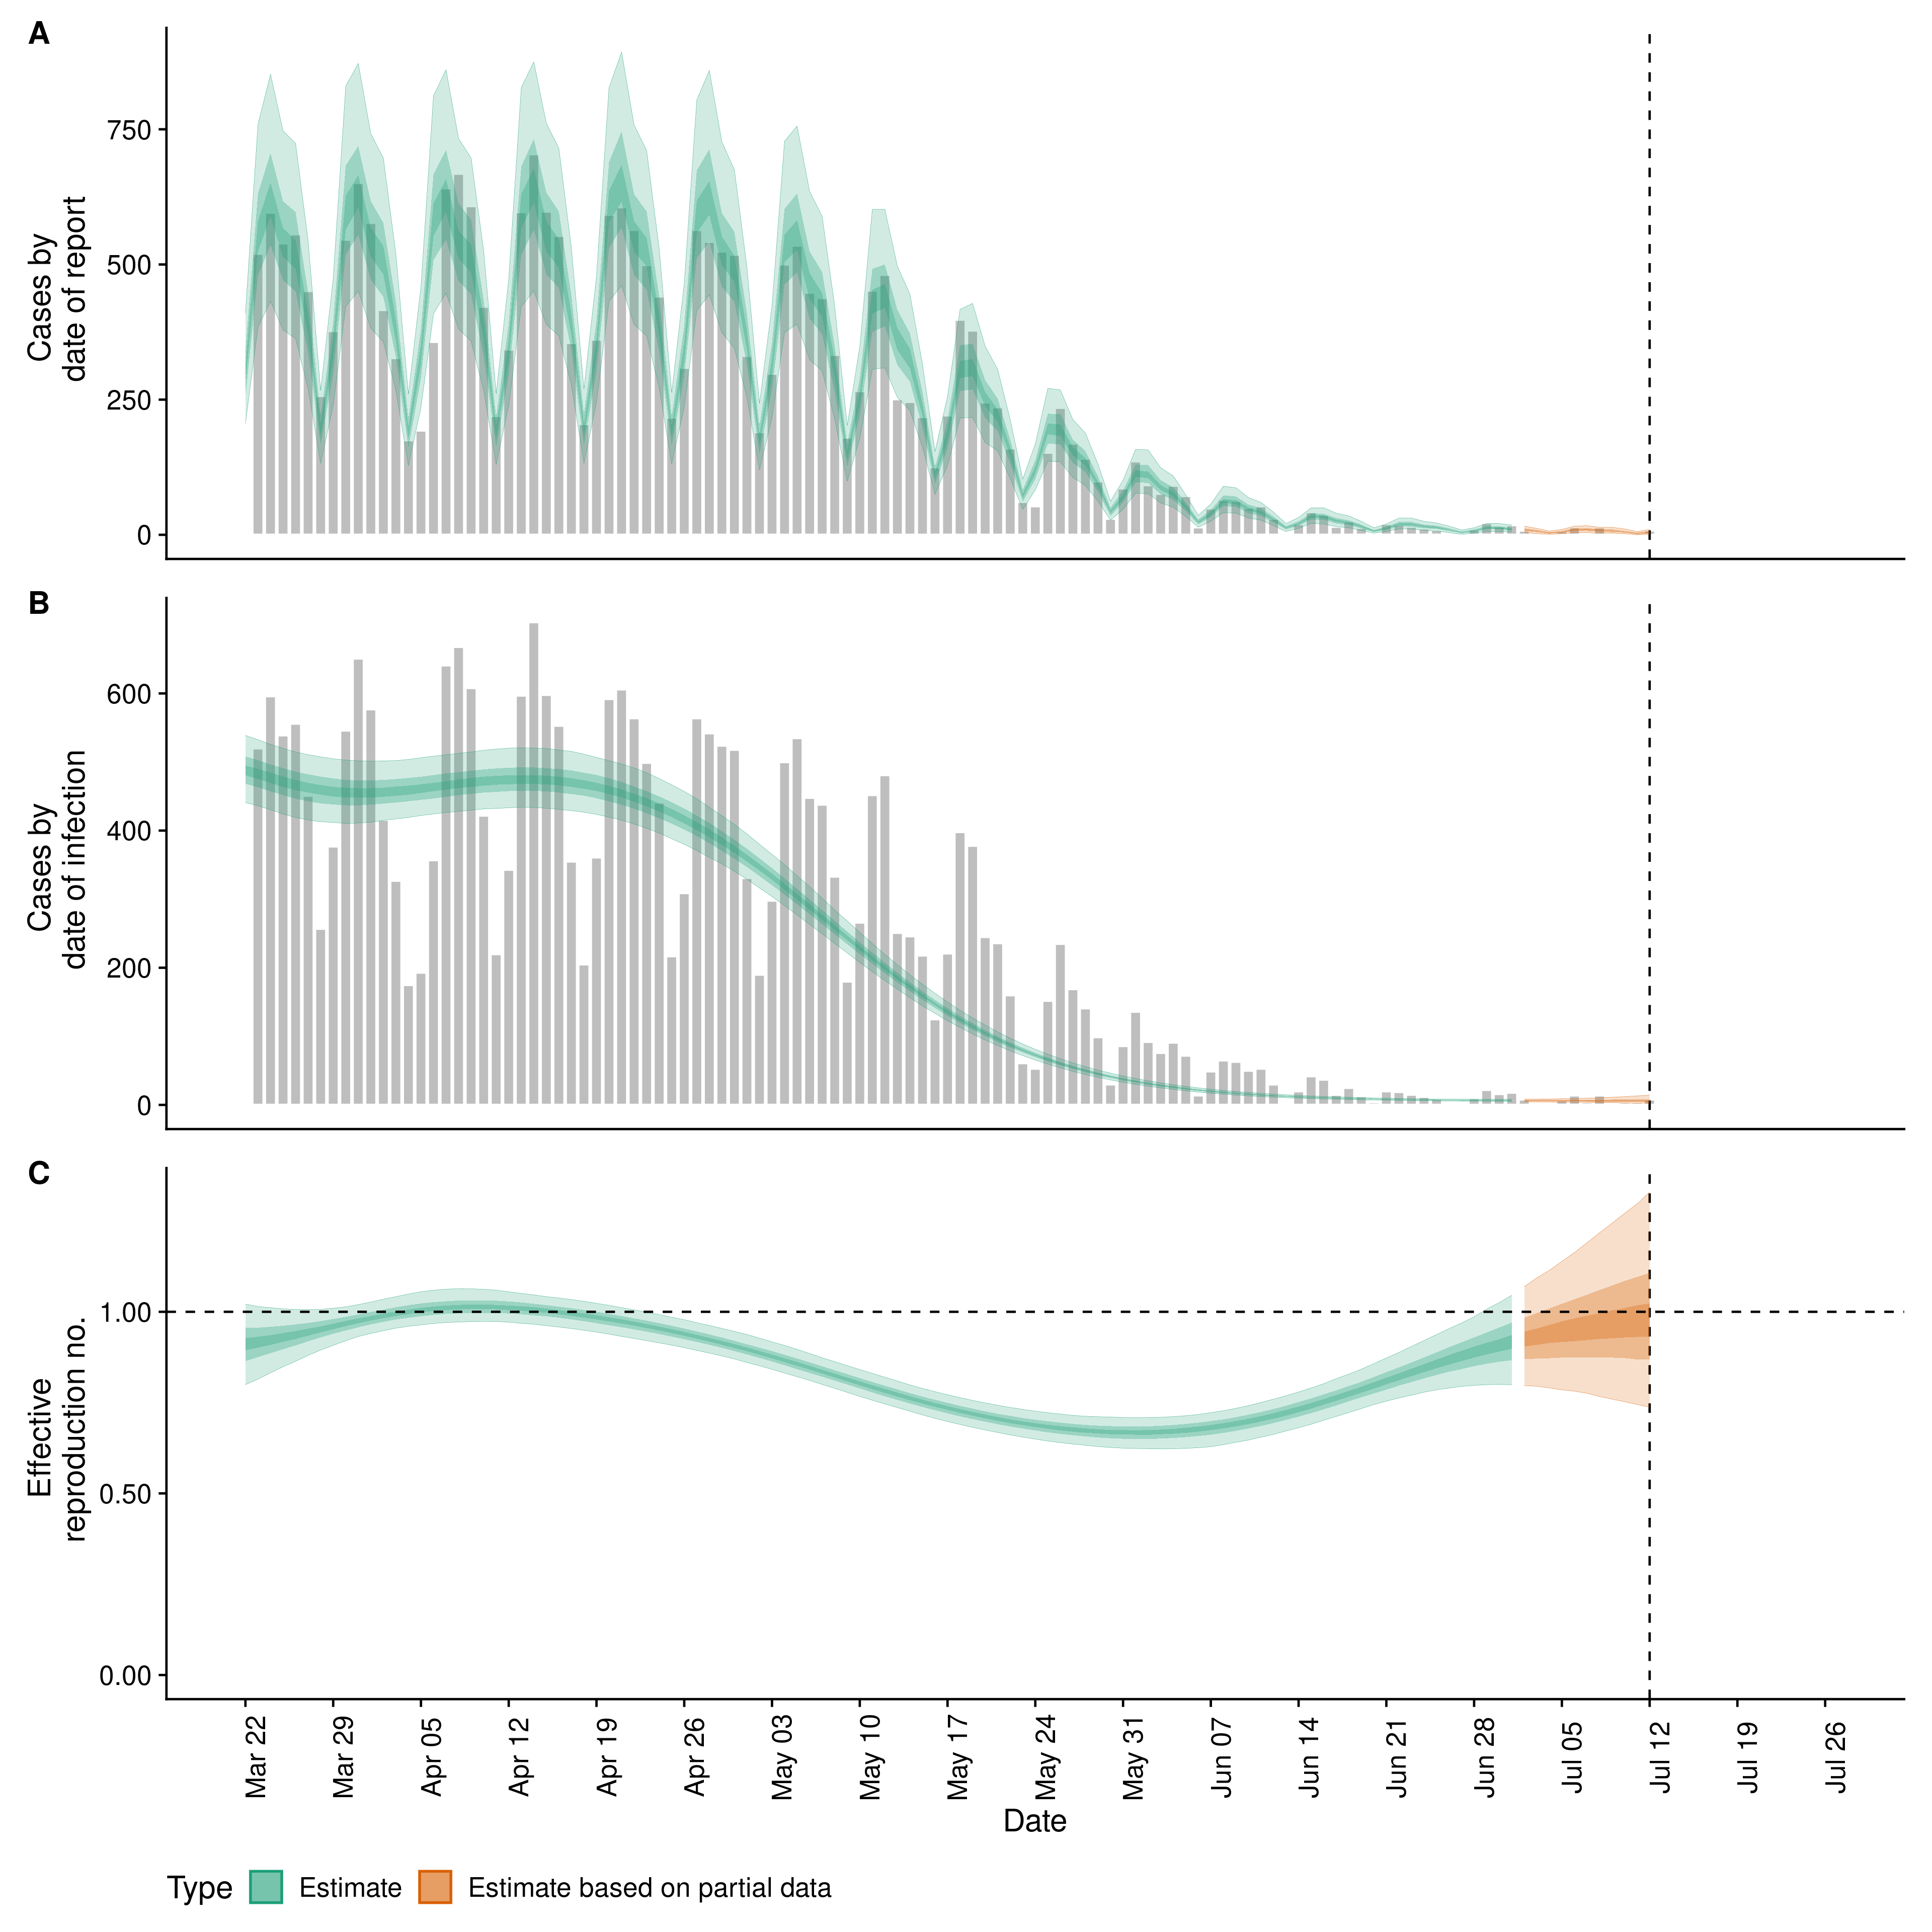 A
Cases by
date of report
750
500
250
0
B
Cases by
date of infection
600
400
200
0
C
Effective
reproduction no.
1.00
0.50
0.00
Mar 22
Mar 29
Apr 05
Apr 12
Apr 19
Apr 26
May 03
May 10
May 17
May 24
May 31
Jun 07
Jun 14
Jun 21
Jun 28
Jul 05
Jul 12
Jul 19
Jul 26
Date
Type Estimate Estimate based on partial data